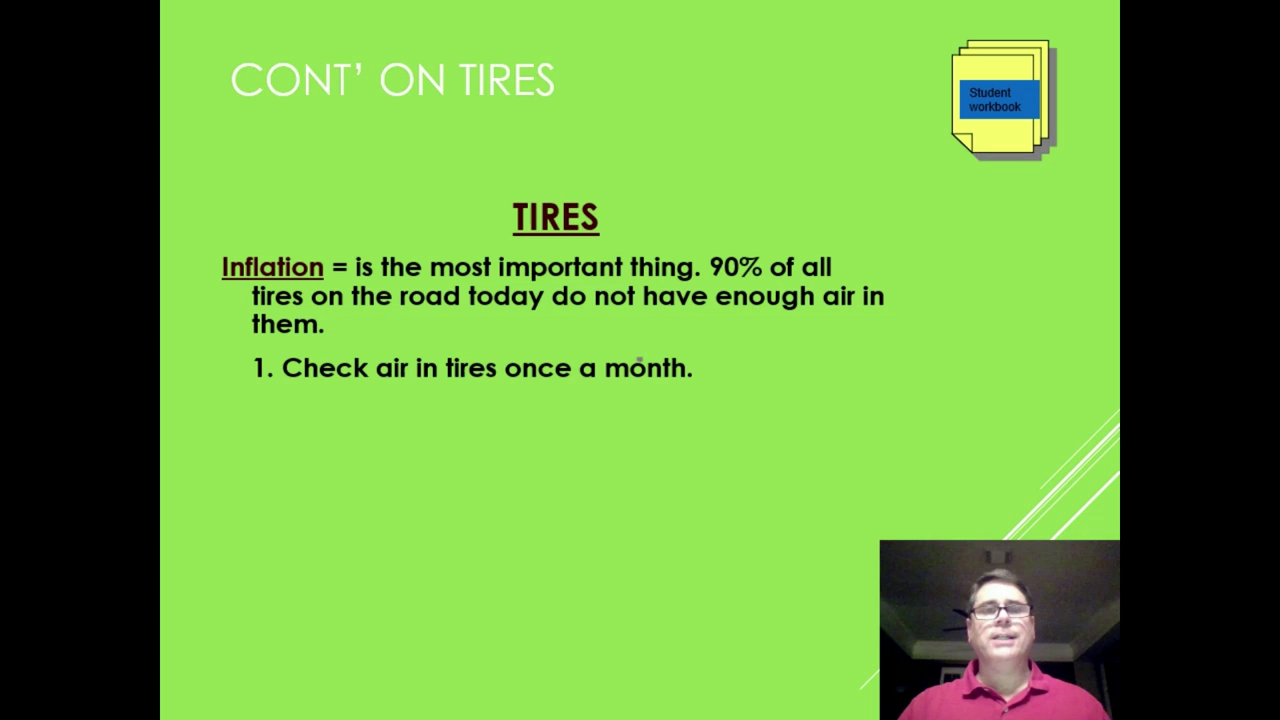 CONT’ ON TIRES
Student
workbook
TIRES
Inflation = is the most important thing. 90% of all
tires on the road today do not have enough air in
them.
1. Check air in tires once a month.